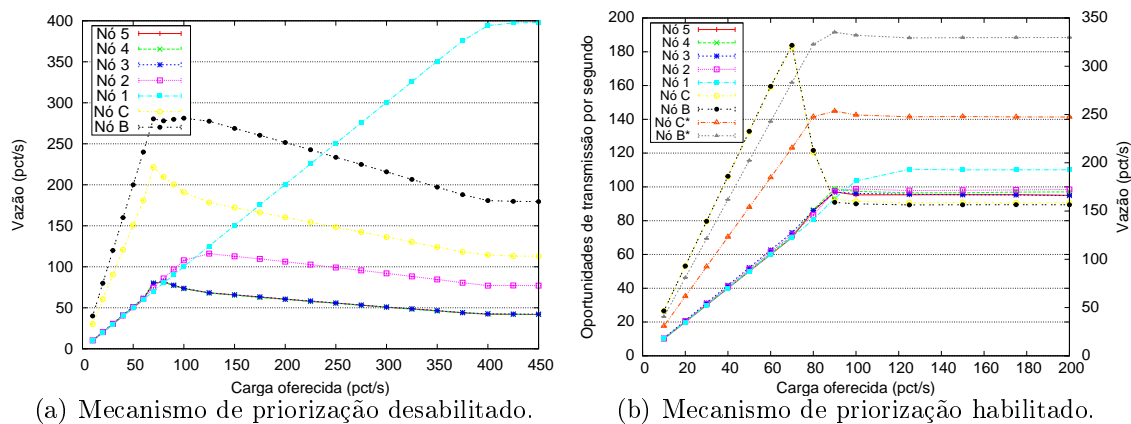 400
350
300
250
200
150
100
50
0
Vazão (pct/s)
Nó 5
Nó 4
Nó 3
Nó 2
Nó 1
Nó C
Nó B
0 50 100 150 200 250 300 350 400 450
Carga oferecida (pct/s)
(a) Mecanismo de priorização desabilitado.
200
180
160
140
120
100
80
60
40
20
0
Oportunidades de transmissão por segundo
Nó 5
Nó 4
Nó 3
Nó 2
Nó 1
Nó C
Nó B
Nó C*
Nó B*
350
300
250
200
150
100
50
0
Vazão (pct/s)
0 20 40 60 80 100 120 140 160 180 200
Carga oferecida (pct/s)
(b) Mecanismo de priorização habilitado.